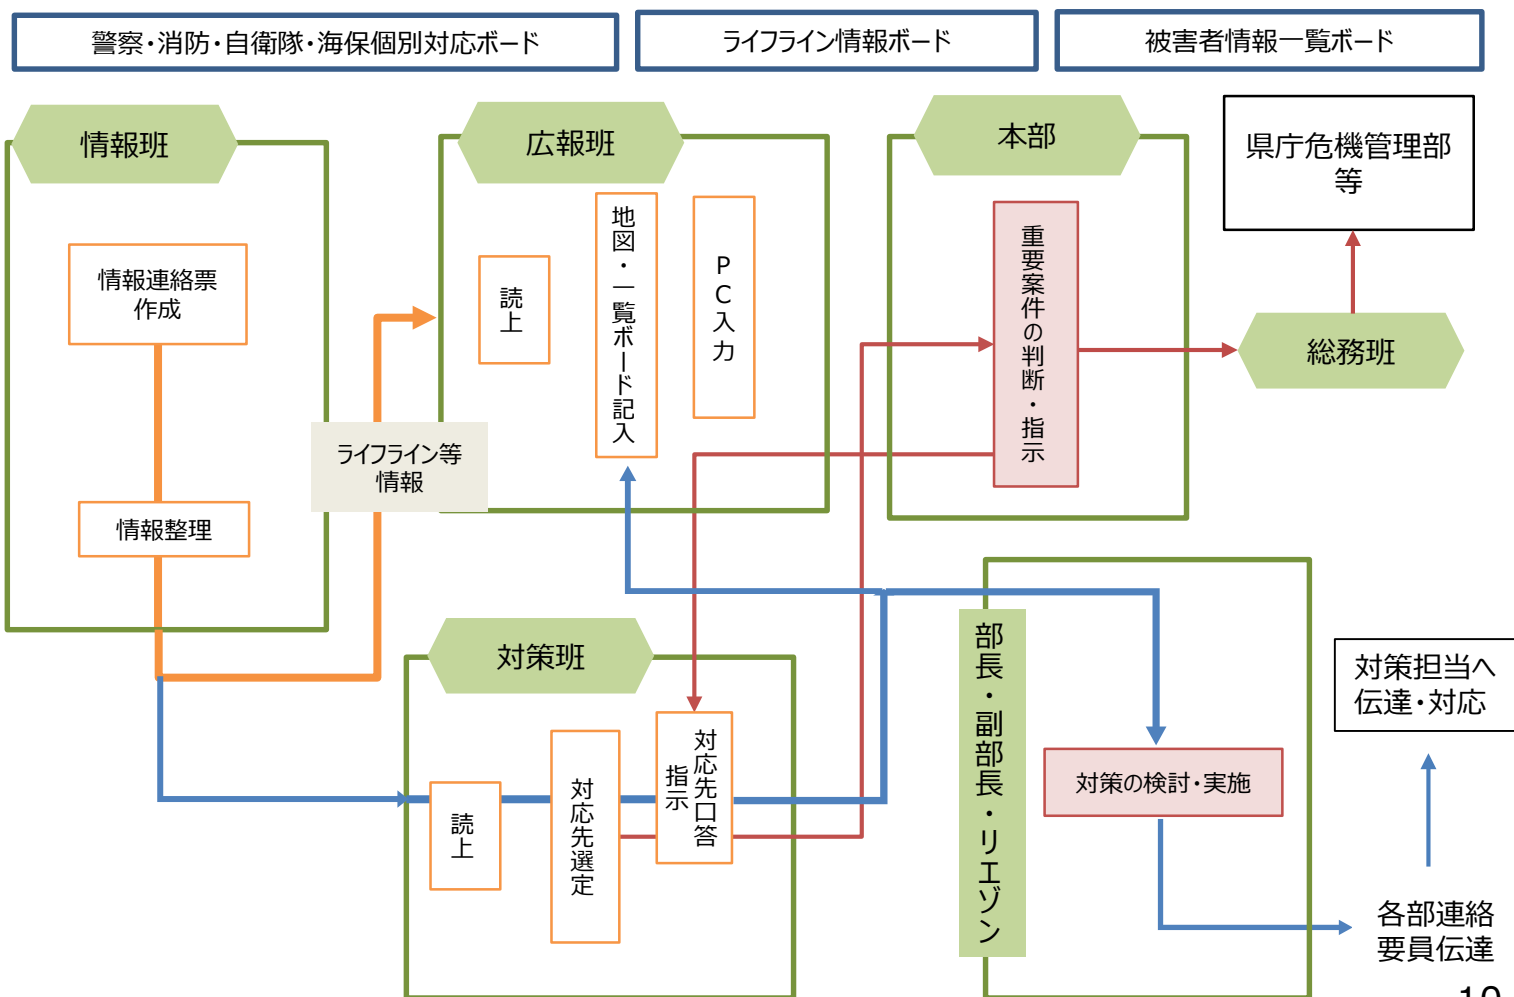 警察・消防・自衛隊・海保個別対応ボード
ライフライン情報ボード
被害者情報一覧ボード
情報班
情報連絡票
作成
情報整理
ライフライン等
情報
広報班
読上
地図・一覧ボード記入
PC入力
本部
重要案件の判断・指示
県庁危機管理部
等
総務班
対策班
読上
対応先選定
対応先口答
指示
部長・副部長・リエゾン
対策の検討・実施
対策担当へ
伝達・対応
各部連絡
要員伝達